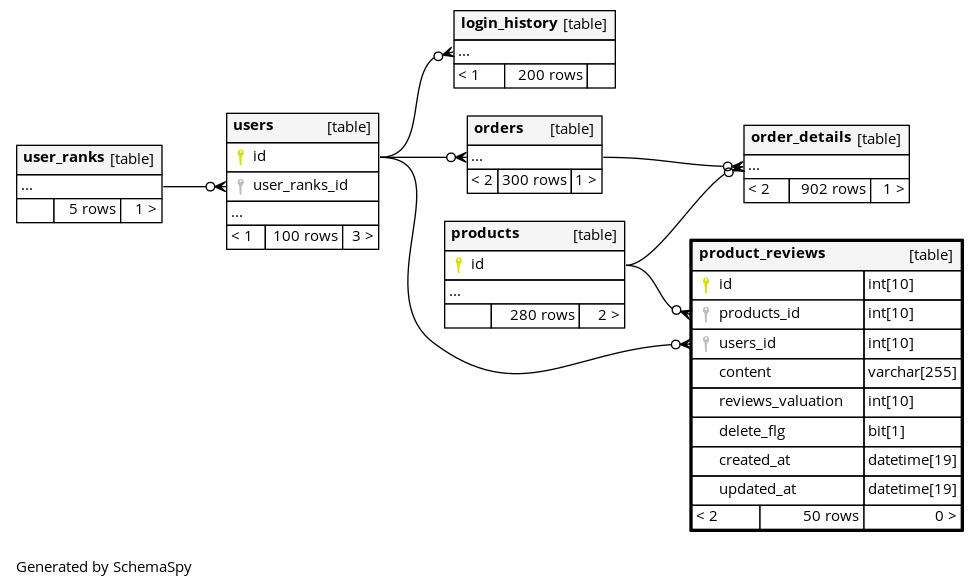 login_history [table]
...
< 1 200 rows
users [table]
id
user_ranks_id
...
< 1 100 rows 3 >
orders [table]
...
< 2 300 rows 1 >
order_details [table]
...
< 2 902 rows 1 >
user_ranks [table]
...
5 rows 1 >
products [table]
id
...
280 rows 2 >
product_reviews [table]
id int[10]
products_id int[10]
users_id int[10]
content varchar[255]
reviews_valuation int[10]
delete_flg bit[1]
created_at datetime[19]
updated_at datetime[19]
< 2 50 rows 0 >
Generated by SchemaSpy